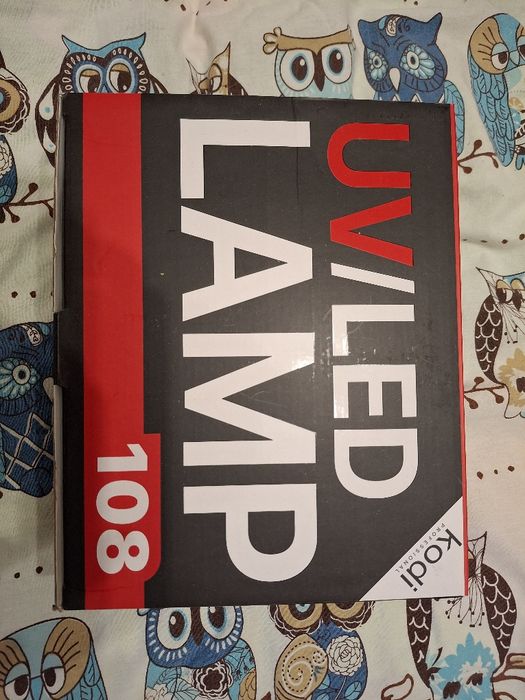 UV/LED
LAMP
108
Kodi
PROFESSIONAL